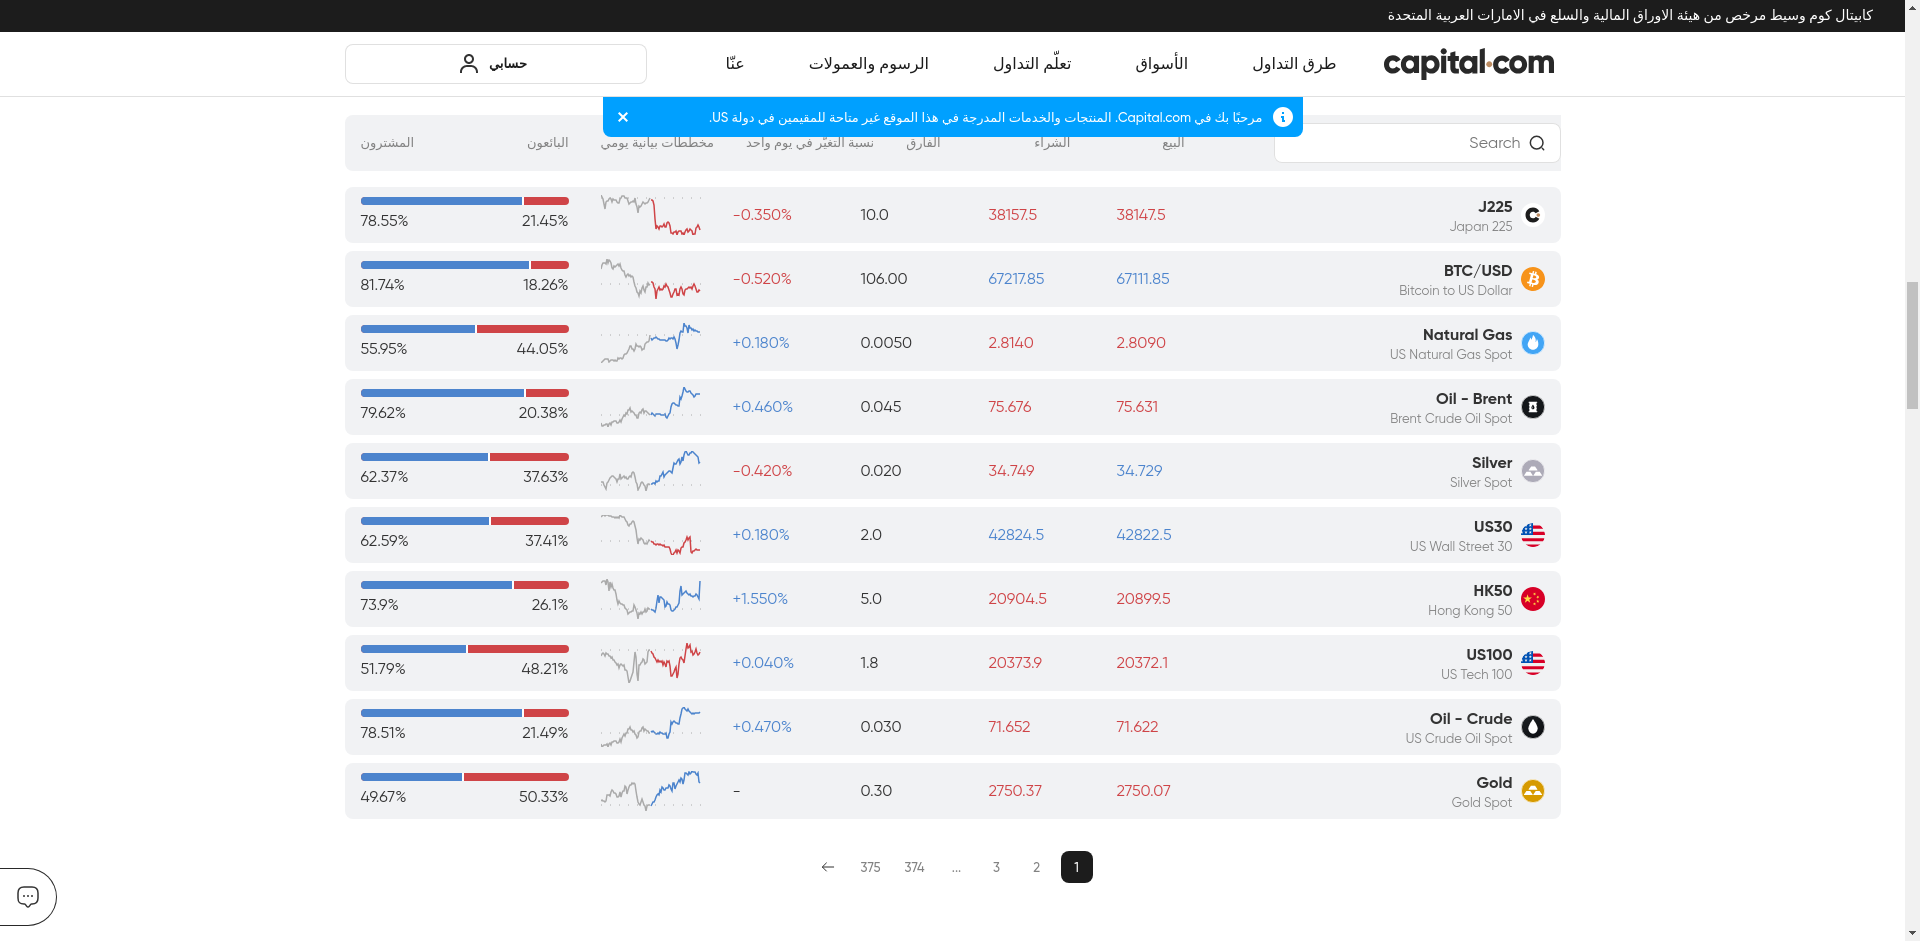 كابيتال كوم وسيط مرخص من هيئة الاوراق المالية والسلع في الامارات العربية المتحدة
capital.com
طرق التداول
الأسواق
تعلّم التداول
الرسوم والعمولات
عنّا
حسابي
مرحبًا بك في Capital.com. المنتجات والخدمات المدرجة في هذا الموقع غير متاحة للمقيمين في دولة US.
Search
البيع
الشراء
الفارق
نسبة التغيّر في يوم واحد
مخططات بيانية يومي
البائعون
المشترون
J225
Japan 225
38147.5
38157.5
10.0
-0.350%
21.45%
78.55%
BTC/USD
Bitcoin to US Dollar
67111.85
67217.85
106.00
-0.520%
18.26%
81.74%
Natural Gas
US Natural Gas Spot
2.8090
2.8140
0.0050
+0.180%
44.05%
55.95%
Oil - Brent
Brent Crude Oil Spot
75.631
75.676
0.045
+0.460%
20.38%
79.62%
Silver
Silver Spot
34.729
34.749
0.020
-0.420%
37.63%
62.37%
US30
US Wall Street 30
42822.5
42824.5
2.0
+0.180%
37.41%
62.59%
HK50
Hong Kong 50
20899.5
20904.5
5.0
+1.550%
26.1%
73.9%
US100
US Tech 100
20372.1
20373.9
1.8
+0.040%
48.21%
51.79%
Oil - Crude
US Crude Oil Spot
71.622
71.652
0.030
+0.470%
21.49%
78.51%
Gold
Gold Spot
2750.07
2750.37
0.30
-
50.33%
49.67%
1
2
3
...
374
375